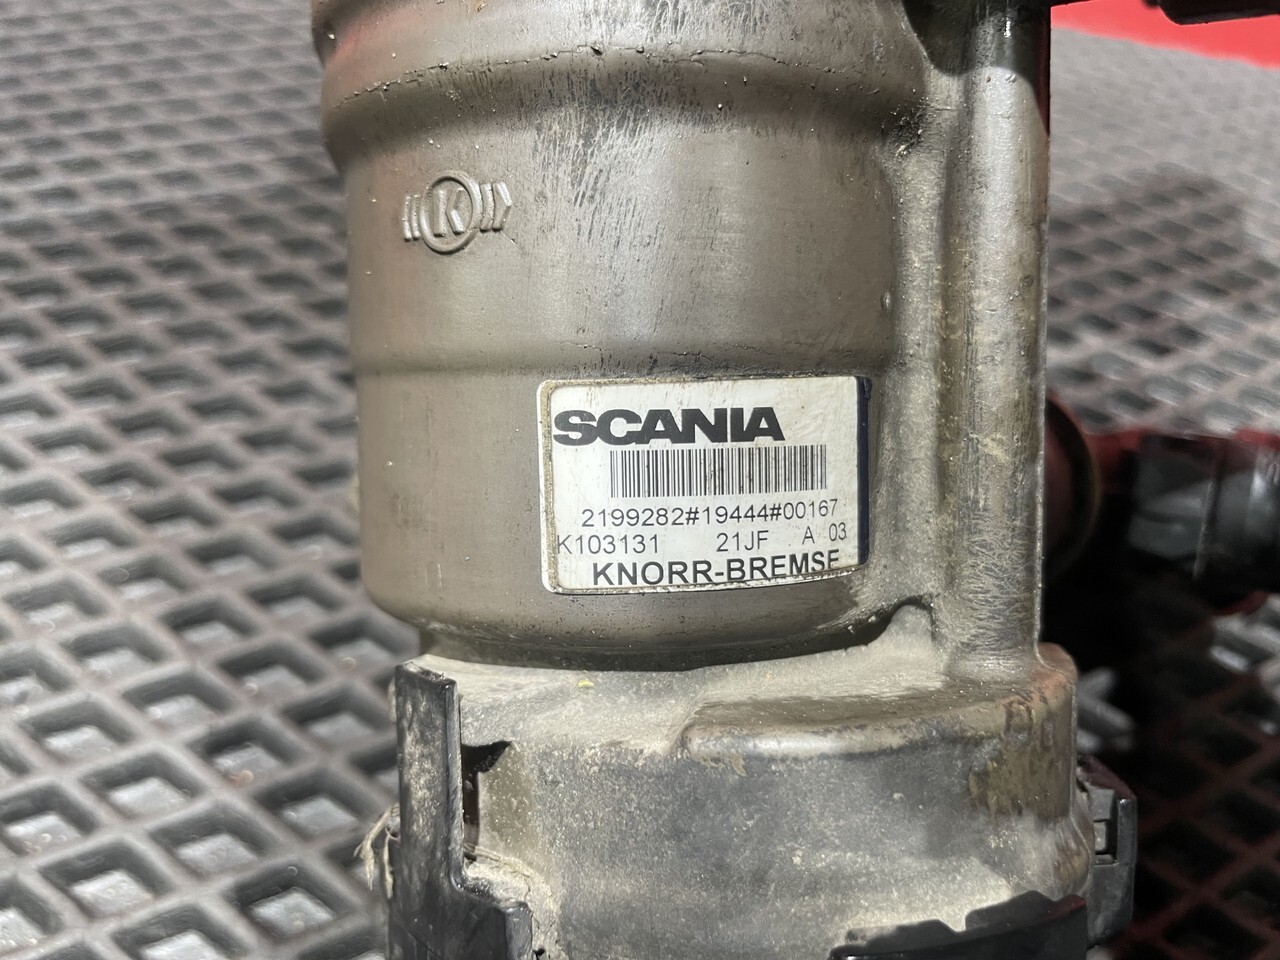 K
SCANIA
2199282#19444#00167
K103131 21JF A 03
KNORR-BREMSE